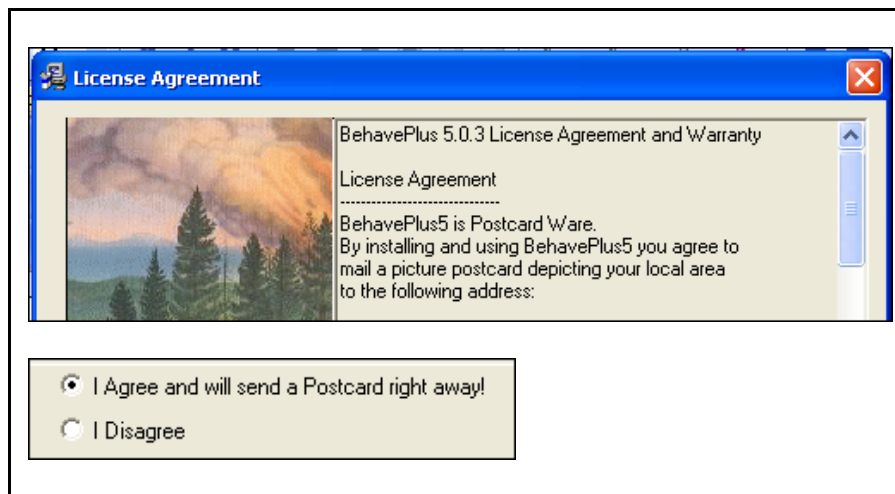 License Agreement
BehavePlus 5.0.3 License Agreement and Warranty
License Agreement
------------------------------
BehavePlus5 is Postcard Ware.
By installing and using BehavePlus5 you agree to
mail a picture postcard depicting your local area
to the following address:
I Agree and will send a Postcard right away!
I Disagree